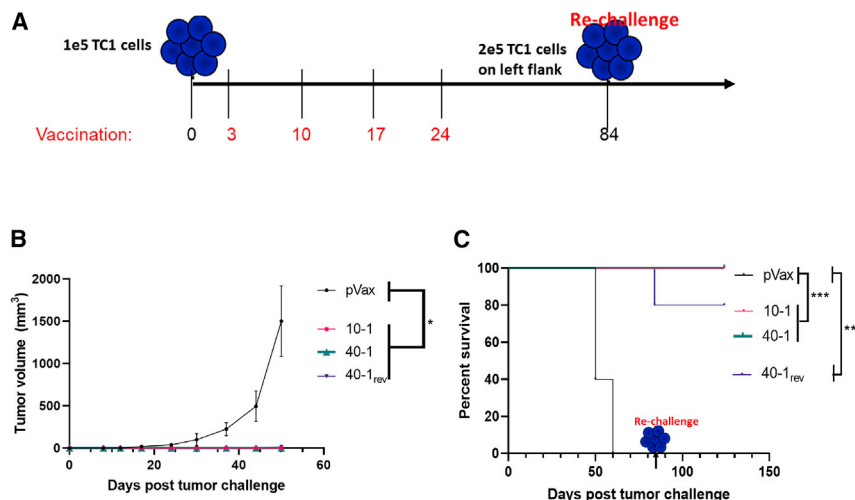 A
Re-challenge
1e5 TC1 cells
2e5 TC1 cells
on left flank
Vaccination: 0 3 10 17 24 84
B
Tumor volume (mm³)
2000
1500
1000
500
0
0 20 40 60
Days post tumor challenge
pVax
10-1
40-1
40-1rev
*
C
Percent survival
100
80
60
40
20
0
0 50 100 150
Days post tumor challenge
Re-challenge
pVax
10-1
40-1
40-1rev
***
**